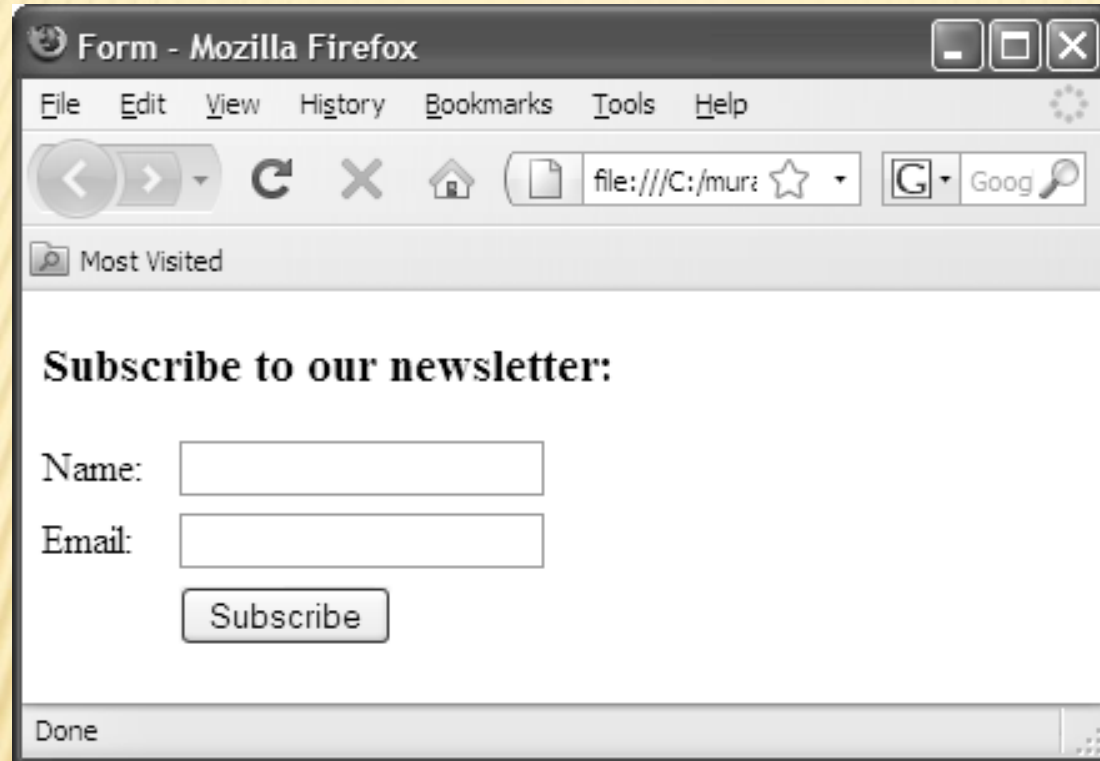 Form - Mozilla Firefox
File Edit View History Bookmarks Tools Help
file:///C:/mura G Goog
Most Visited
Subscribe to our newsletter:
Name:
Email:
Subscribe
Done